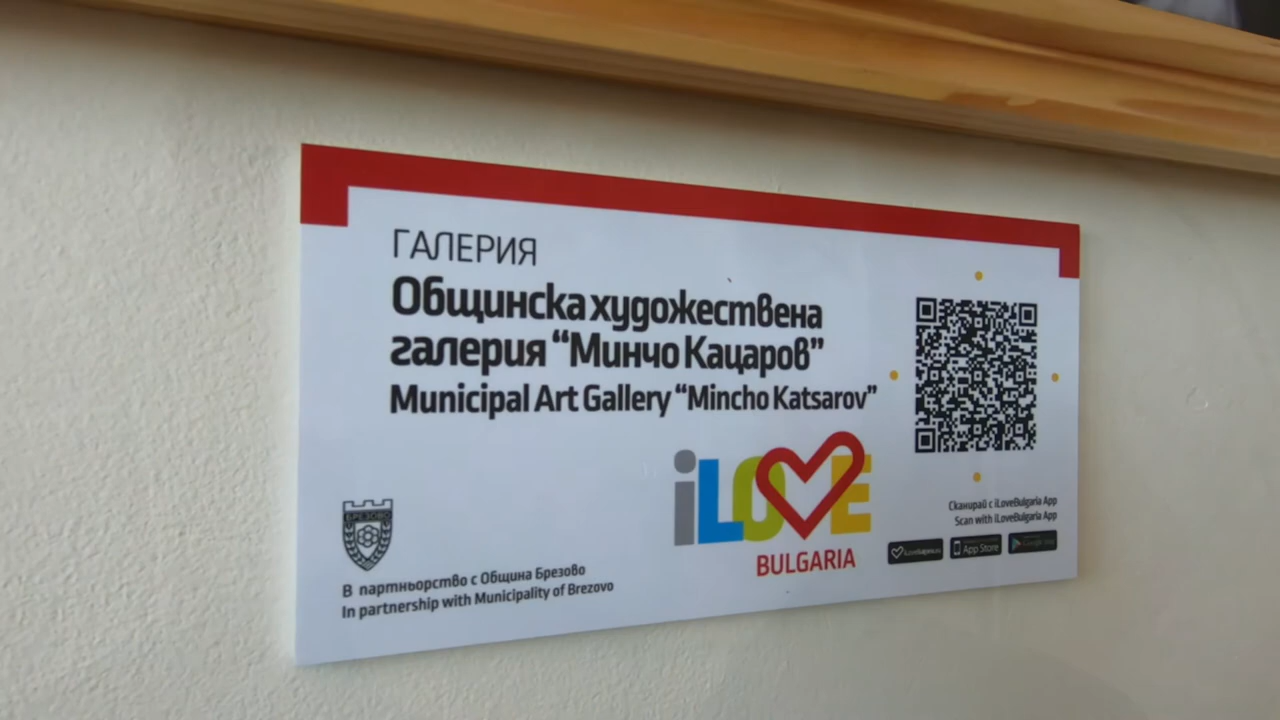 ГАЛЕРИЯ
Общинска художествена
галерия “Минчо Кацаров”
Municipal Art Gallery “Mincho Katsarov”
iLOVE
BULGARIA
Сканирай с iLoveBulgaria App
Scan with iLoveBulgaria App
App Store
БРЕЗОВО
В партньорство с Община Брезово
In partnership with Municipality of Brezovo